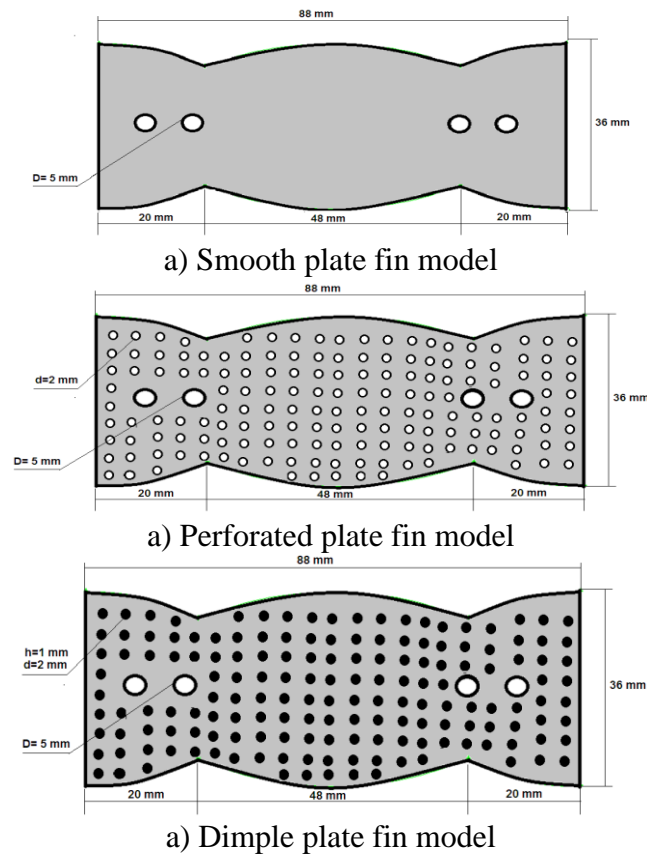 88 mm
36 mm
D= 5 mm
20 mm 48 mm 20 mm
a) Smooth plate fin model
88 mm
d=2 mm
36 mm
D= 5 mm
20 mm 48 mm 20 mm
a) Perforated plate fin model
88 mm
h=1 mm
d=2 mm
36 mm
D= 5 mm
20 mm 48 mm 20 mm
a) Dimple plate fin model